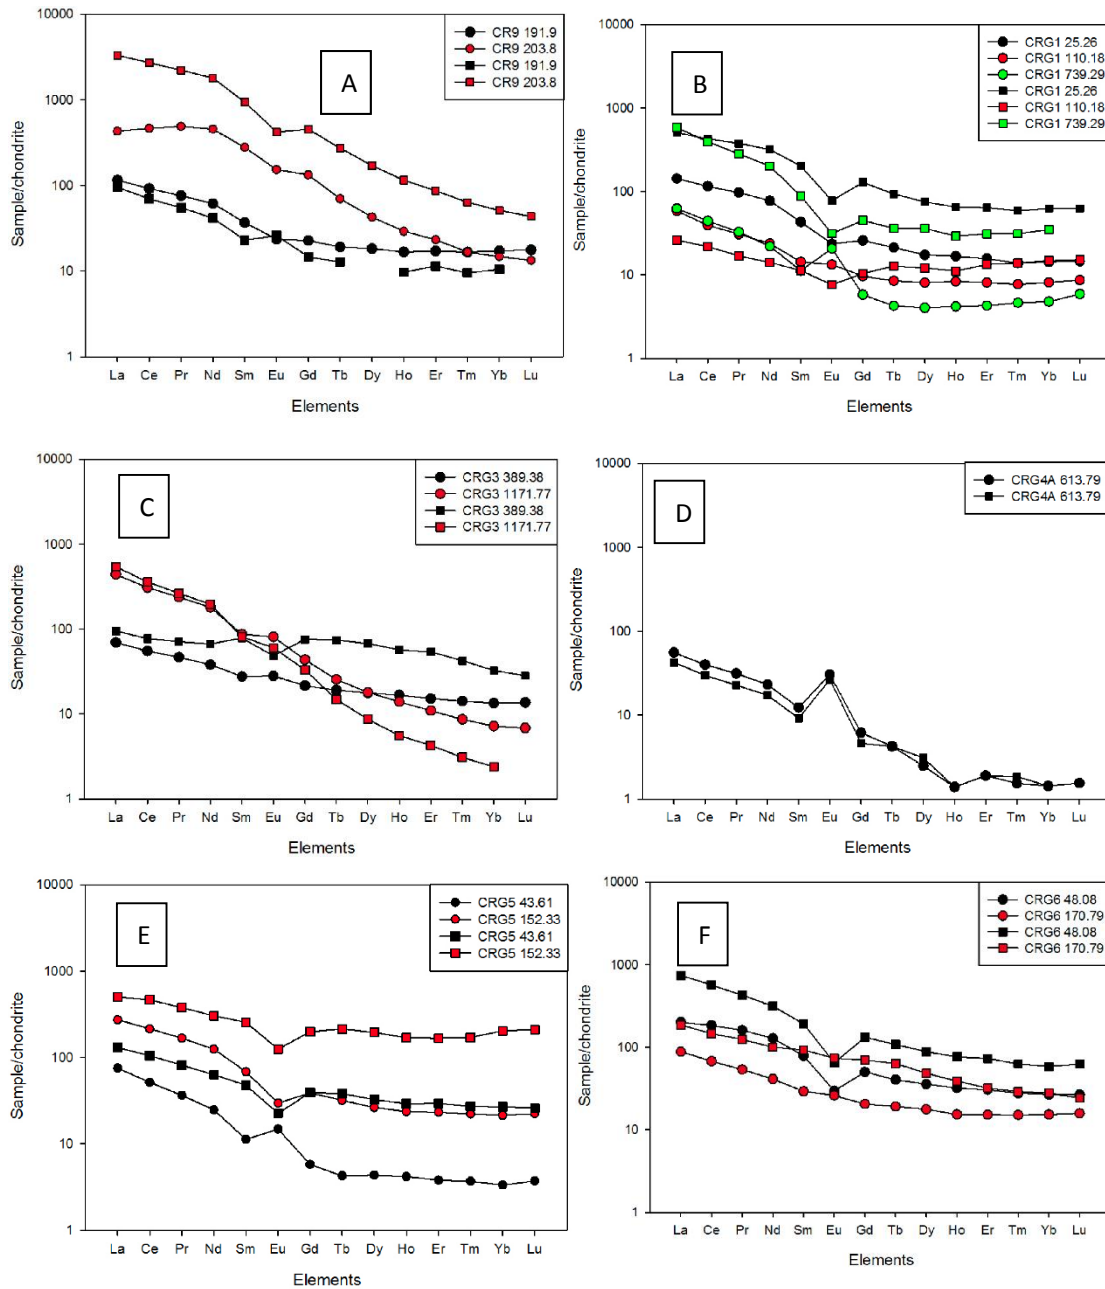 10000
1000
100
10
1
Sample/chondrite
A
CR9 191.9
CR9 203.8
CR9 191.9
CR9 203.8
La Ce Pr Nd Sm Eu Gd Tb Dy Ho Er Tm Yb Lu
Elements
10000
1000
100
10
1
Sample/chondrite
B
CRG1 25.26
CRG1 110.18
CRG1 739.29
CRG1 25.26
CRG1 110.18
CRG1 739.29
La Ce Pr Nd Sm Eu Gd Tb Dy Ho Er Tm Yb Lu
Elements
10000
1000
100
10
1
Sample/chondrite
C
CRG3 389.38
CRG3 1171.77
CRG3 389.38
CRG3 1171.77
La Ce Pr Nd Sm Eu Gd Tb Dy Ho Er Tm Yb Lu
Elements
10000
1000
100
10
1
Sample/chondrite
D
CRG4A 613.79
CRG4A 613.79
La Ce Pr Nd Sm Eu Gd Tb Dy Ho Er Tm Yb Lu
Elements
10000
1000
100
10
1
Sample/chondrite
E
CRG5 43.61
CRG5 152.33
CRG5 43.61
CRG5 152.33
La Ce Pr Nd Sm Eu Gd Tb Dy Ho Er Tm Yb Lu
Elements
10000
1000
100
10
1
Sample/chondrite
F
CRG6 48.08
CRG6 170.79
CRG6 48.08
CRG6 170.79
La Ce Pr Nd Sm Eu Gd Tb Dy Ho Er Tm Yb Lu
Elements